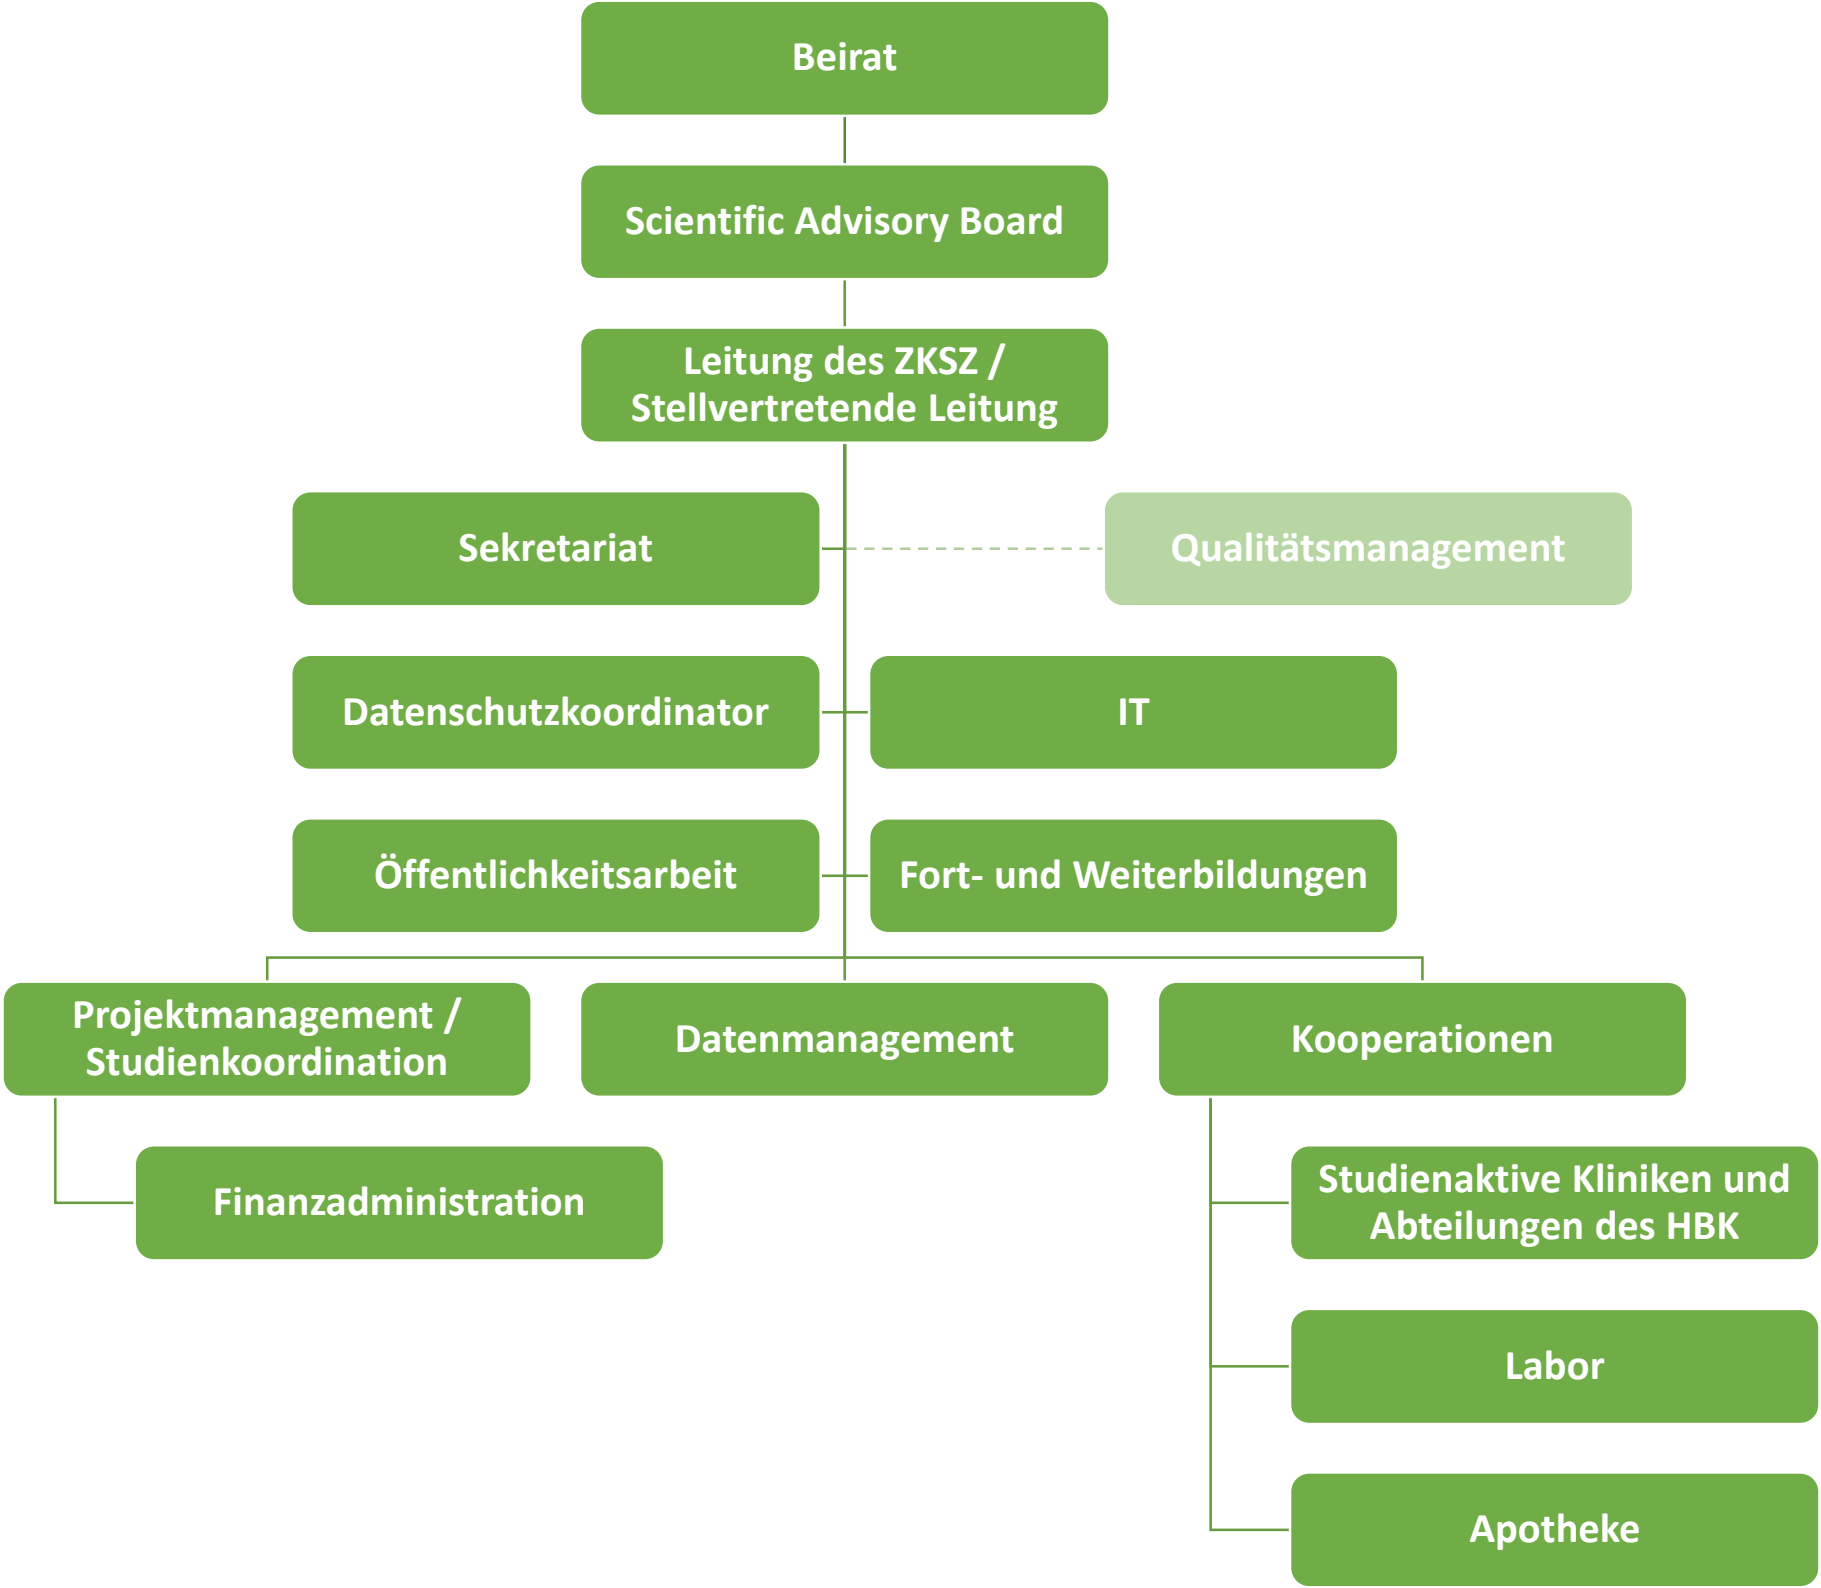 Beirat
Scientific Advisory Board
Leitung des ZKSZ /
Stellvertretende Leitung
Sekretariat
Qualitätsmanagement
Datenschutzkoordinator
IT
Öffentlichkeitsarbeit
Fort- und Weiterbildungen
Projektmanagement /
Studienkoordination
Datenmanagement
Kooperationen
Finanzadministration
Studienaktive Kliniken und
Abteilungen des HBK
Labor
Apotheke